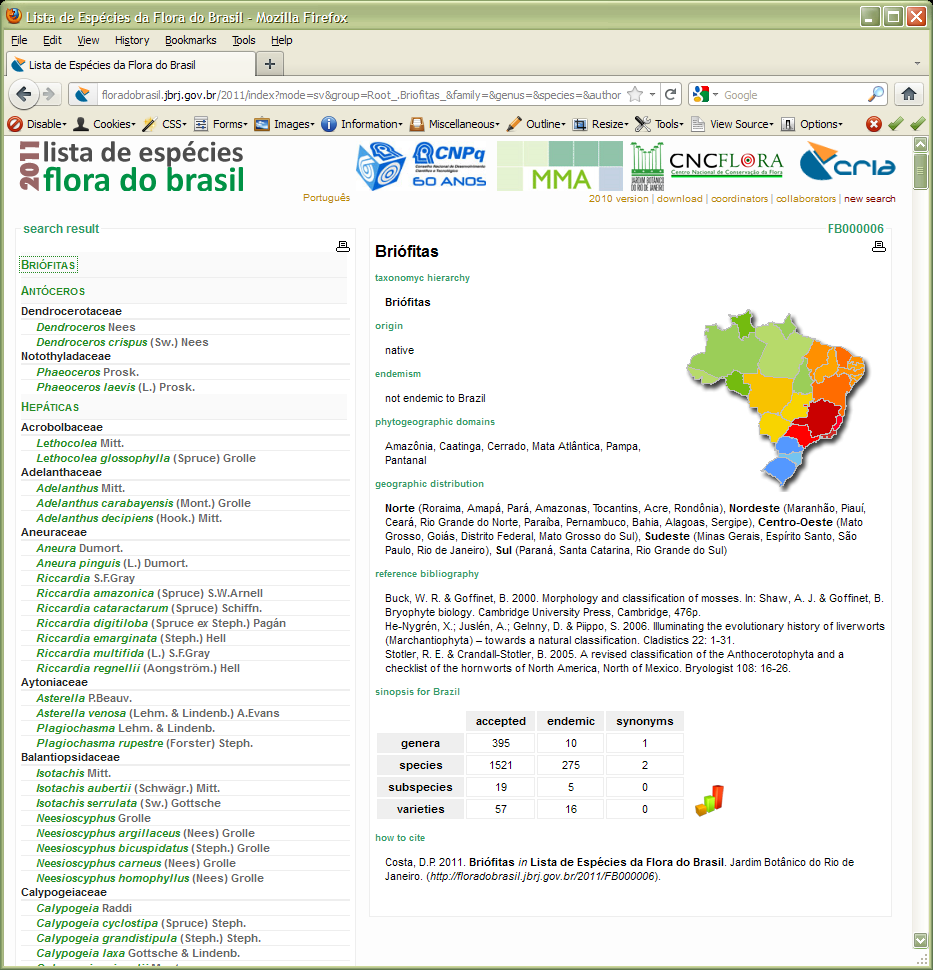 Lista de Espécies da Flora do Brasil - Mozilla Firefox
File Edit View History Bookmarks Tools Help
Lista de Espécies da Flora do Brasil
floradobrasil.jbrj.gov.br/2011/index?mode=sv&group=Root_.Briofitas_&family=&genus=&species=&author
Google
Disable Cookies CSS Forms Images Information Miscellaneous Outline Resize Tools View Source Options
2011 lista de espécies
flora do brasil
CNPq
Conselho Nacional de Desenvolvimento
Científico e Tecnológico
60 ANOS
MMA
JARDIM BOTÂNICO
DO RIO DE JANEIRO
CNCFLORA
Centro Nacional de Conservação da Flora
cria
Português
2010 version | download | coordinators | collaborators | new search
search result
BRIÓFITAS
ANTÓCEROS
Dendrocerotaceae
Dendroceros Nees
Dendroceros crispus (Sw.) Nees
Notothyladaceae
Phaeoceros Prosk.
Phaeoceros laevis (L.) Prosk.
HEPÁTICAS
Acrobolbaceae
Lethocolea Mitt.
Lethocolea glossophylla (Spruce) Grolle
Adelanthaceae
Adelanthus Mitt.
Adelanthus carabayensis (Mont.) Grolle
Adelanthus decipiens (Hook.) Mitt.
Aneuraceae
Aneura Dumort.
Aneura pinguis (L.) Dumort.
Riccardia S.F.Gray
Riccardia amazonica (Spruce) S.W.Arnell
Riccardia cataractarum (Spruce) Schiffn.
Riccardia digitiloba (Spruce ex Steph.) Pagán
Riccardia emarginata (Steph.) Hell
Riccardia multifida (L.) S.F.Gray
Riccardia regnellii (Aongström.) Hell
Aytoniaceae
Asterella P.Beauv.
Asterella venosa (Lehm. & Lindenb.) A.Evans
Plagiochasma Lehm. & Lindenb.
Plagiochasma rupestre (Forster) Steph.
Balantiopsidaceae
Isotachis Mitt.
Isotachis aubertii (Schwägr.) Mitt.
Isotachis serrulata (Sw.) Gottsche
Neesioscyphus Grolle
Neesioscyphus argillaceus (Nees) Grolle
Neesioscyphus bicuspidatus (Steph.) Grolle
Neesioscyphus carneus (Nees) Grolle
Neesioscyphus homophyllus (Nees) Grolle
Calypogeiaceae
Calypogeia Raddi
Calypogeia cyclostipa (Spruce) Steph.
Calypogeia grandistipula (Steph.) Steph.
Calypogeia laxa Gottsche & Lindenb.
FB000006
Briófitas
taxonomyc hierarchy
Briófitas
origin
native
endemism
not endemic to Brazil
phytogeographic domains
Amazônia, Caatinga, Cerrado, Mata Atlântica, Pampa,
Pantanal
geographic distribution
Norte (Roraima, Amapá, Pará, Amazonas, Tocantins, Acre, Rondônia), Nordeste (Maranhão, Piauí,
Ceará, Rio Grande do Norte, Paraíba, Pernambuco, Bahia, Alagoas, Sergipe), Centro-Oeste (Mato
Grosso, Goiás, Distrito Federal, Mato Grosso do Sul), Sudeste (Minas Gerais, Espírito Santo, São
Paulo, Rio de Janeiro), Sul (Paraná, Santa Catarina, Rio Grande do Sul)
reference bibliography
Buck, W. R. & Goffinet, B. 2000. Morphology and classification of mosses. In: Shaw, A. J. & Goffinet, B.
Bryophyte biology. Cambridge University Press, Cambridge, 476p.
He-Nygrén, X.; Juslén, A.; Gelnny, D. & Piippo, S. 2006. Illuminating the evolutionary history of liverworts
(Marchantiophyta) – towards a natural classification. Cladistics 22: 1-31.
Stotler, R. E. & Crandall-Stotler, B. 2005. A revised classification of the Anthocerotophyta and a
checklist of the hornworts of North America, North of Mexico. Bryologist 108: 16-26.
sinopsis for Brazil
accepted endemic synonyms
genera 395 10 1
species 1521 275 2
subspecies 19 5 0
varieties 57 16 0
how to cite
Costa, D.P. 2011. Briófitas in Lista de Espécies da Flora do Brasil. Jardim Botânico do Rio de
Janeiro. (http://floradobrasil.jbrj.gov.br/2011/FB000006).